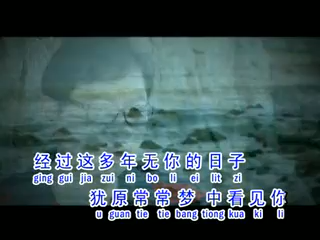 经过这多年无你的日子
ging gui jia zui ni bo li ei lit zi
犹原常常梦中看见你
u guan tie tie bang tiong kua ki li